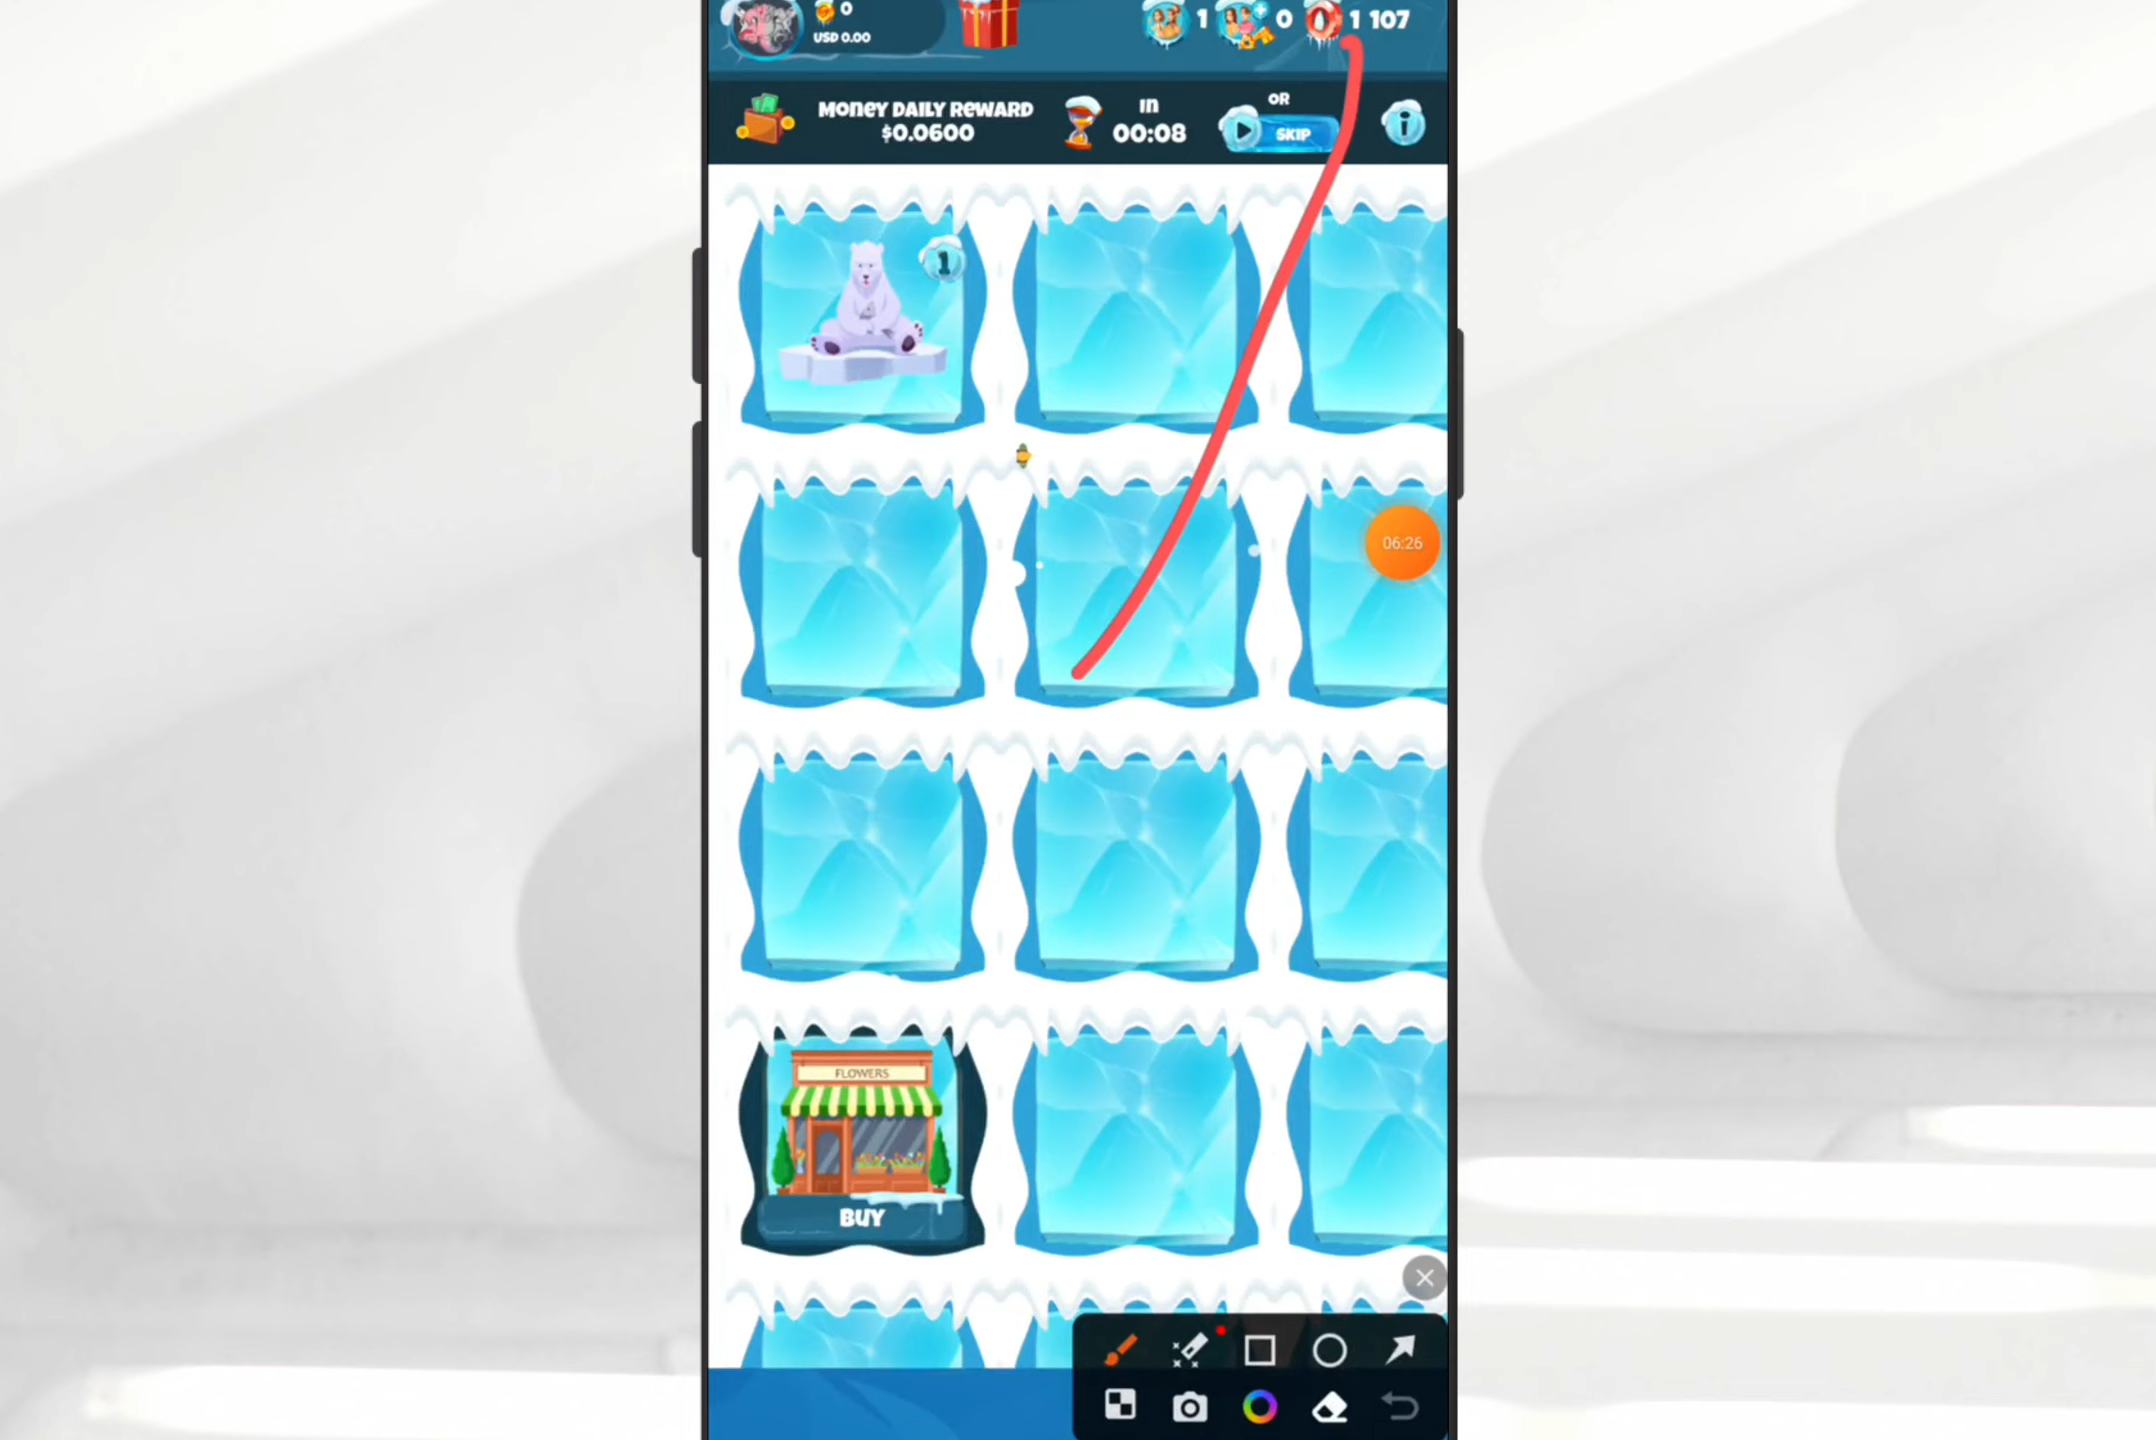 0
USD 0.00
1
0
1 107
Money Daily Reward
$0.0600
in
00:08
OR
SKIP
i
1
06:26
FLOWERS
BUY